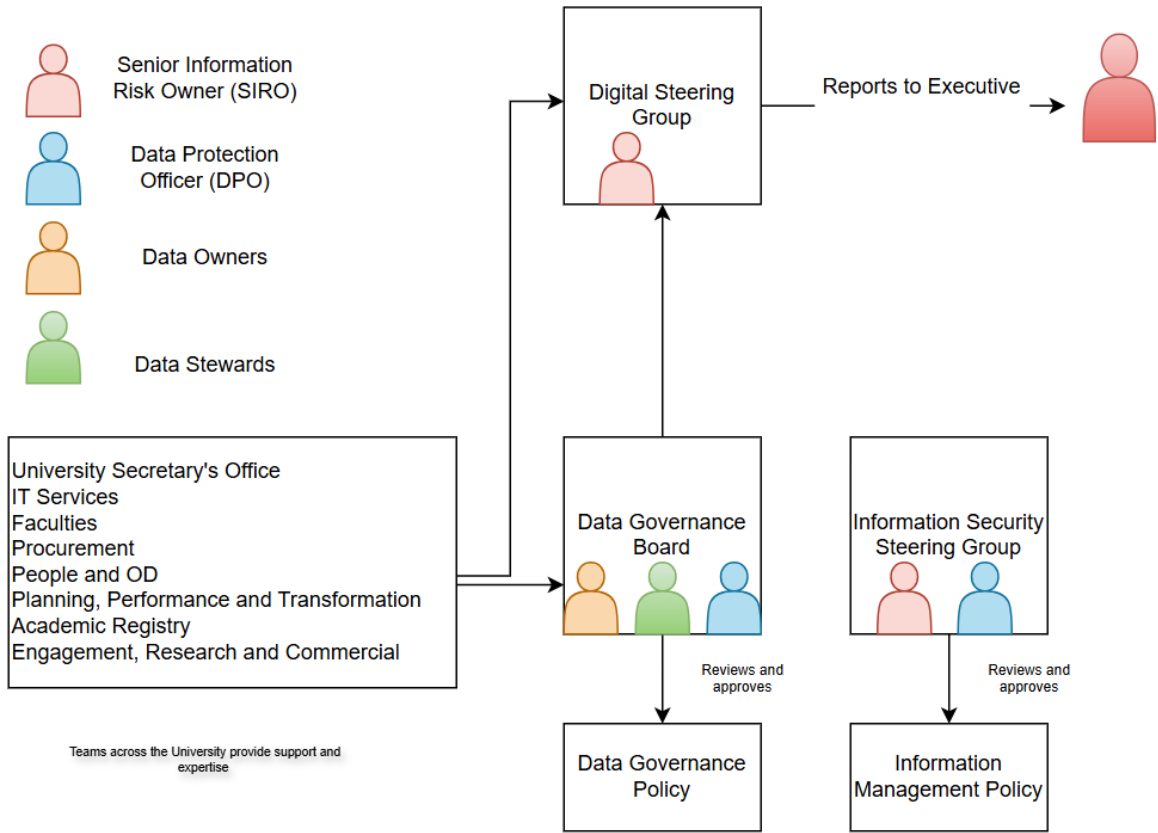 Senior Information
Risk Owner (SIRO)
Data Protection
Officer (DPO)
Data Owners
Data Stewards
Digital Steering
Group
Reports to Executive
University Secretary's Office
IT Services
Faculties
Procurement
People and OD
Planning, Performance and Transformation
Academic Registry
Engagement, Research and Commercial
Data Governance
Board
Information Security
Steering Group
Reviews and
approves
Reviews and
approves
Teams across the University provide support and
expertise
Data Governance
Policy
Information
Management Policy